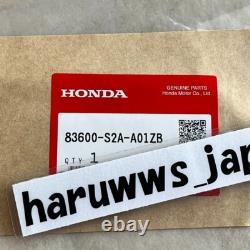 HONDA
GENUINE PARTS
Honda Motor Co., Ltd
83600-S2A-A01ZB
QTY 1
haruwws_jap